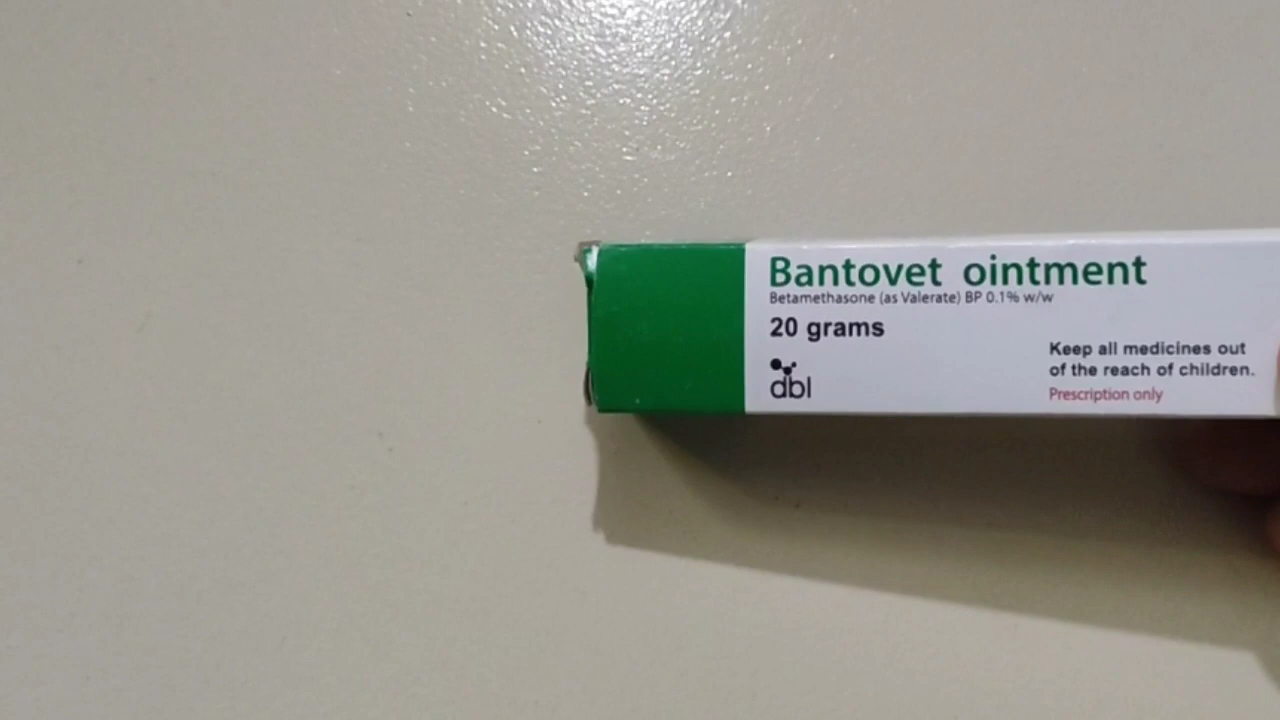 Bantovet ointment
Betamethasone (as Valerate) BP 0.1% w/w
20 grams
dbl
Keep all medicines out
of the reach of children.
Prescription only